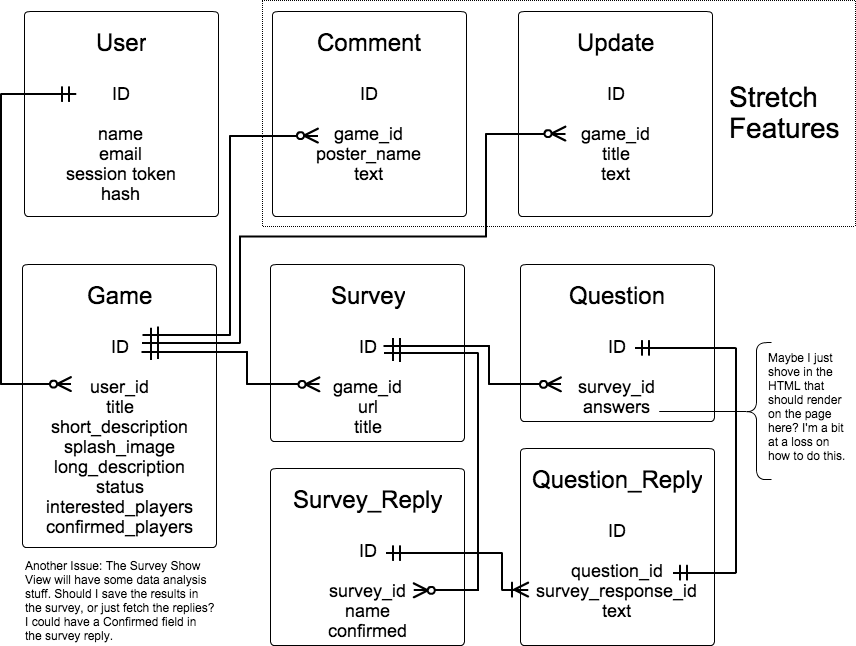 User
ID
name
email
session token
hash
Comment
ID
game_id
poster_name
text
Update
ID
game_id
title
text
Stretch
Features
Game
ID
user_id
title
short_description
splash_image
long_description
status
interested_players
confirmed_players
Survey
ID
game_id
url
title
Question
ID
survey_id
answers
Maybe I just
shove in the
HTML that
should render
on the page
here? I'm a bit
at a loss on
how to do this.
Survey_Reply
ID
survey_id
name
confirmed
Question_Reply
ID
question_id
survey_response_id
text
Another Issue: The Survey Show
View will have some data analysis
stuff. Should I save the results in
the survey, or just fetch the replies?
I could have a Confirmed field in
the survey reply.